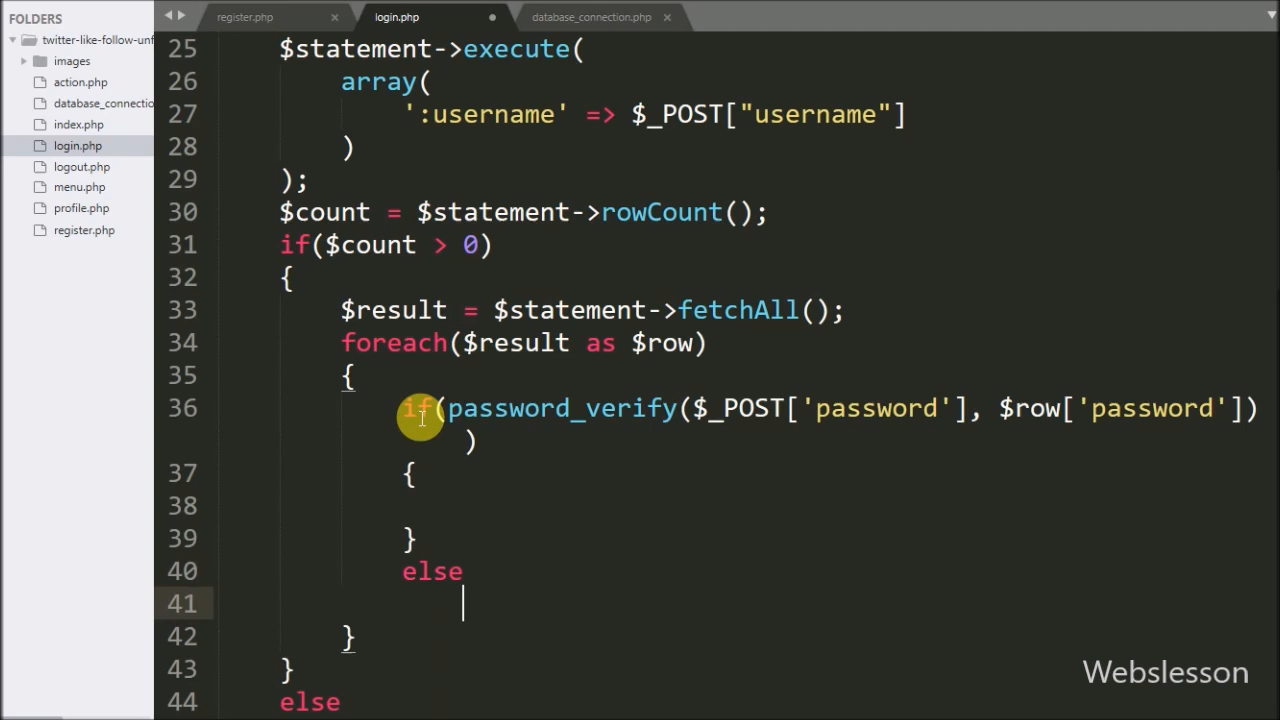 FOLDERS
twitter-like-follow-unf
images
action.php
database_connectio
index.php
login.php
logout.php
menu.php
profile.php
register.php
register.php × login.php database_connection.php ×
25 $statement->execute(
26 array(
27 ':username' => $_POST["username"]
28 )
29 );
30 $count = $statement->rowCount();
31 if($count > 0)
32 {
33 $result = $statement->fetchAll();
34 foreach($result as $row)
35 {
36 if(password_verify($_POST['password'], $row['password'])
)
37 {
38
39 }
40 else
41
42 }
43 }
44 else
Webslesson